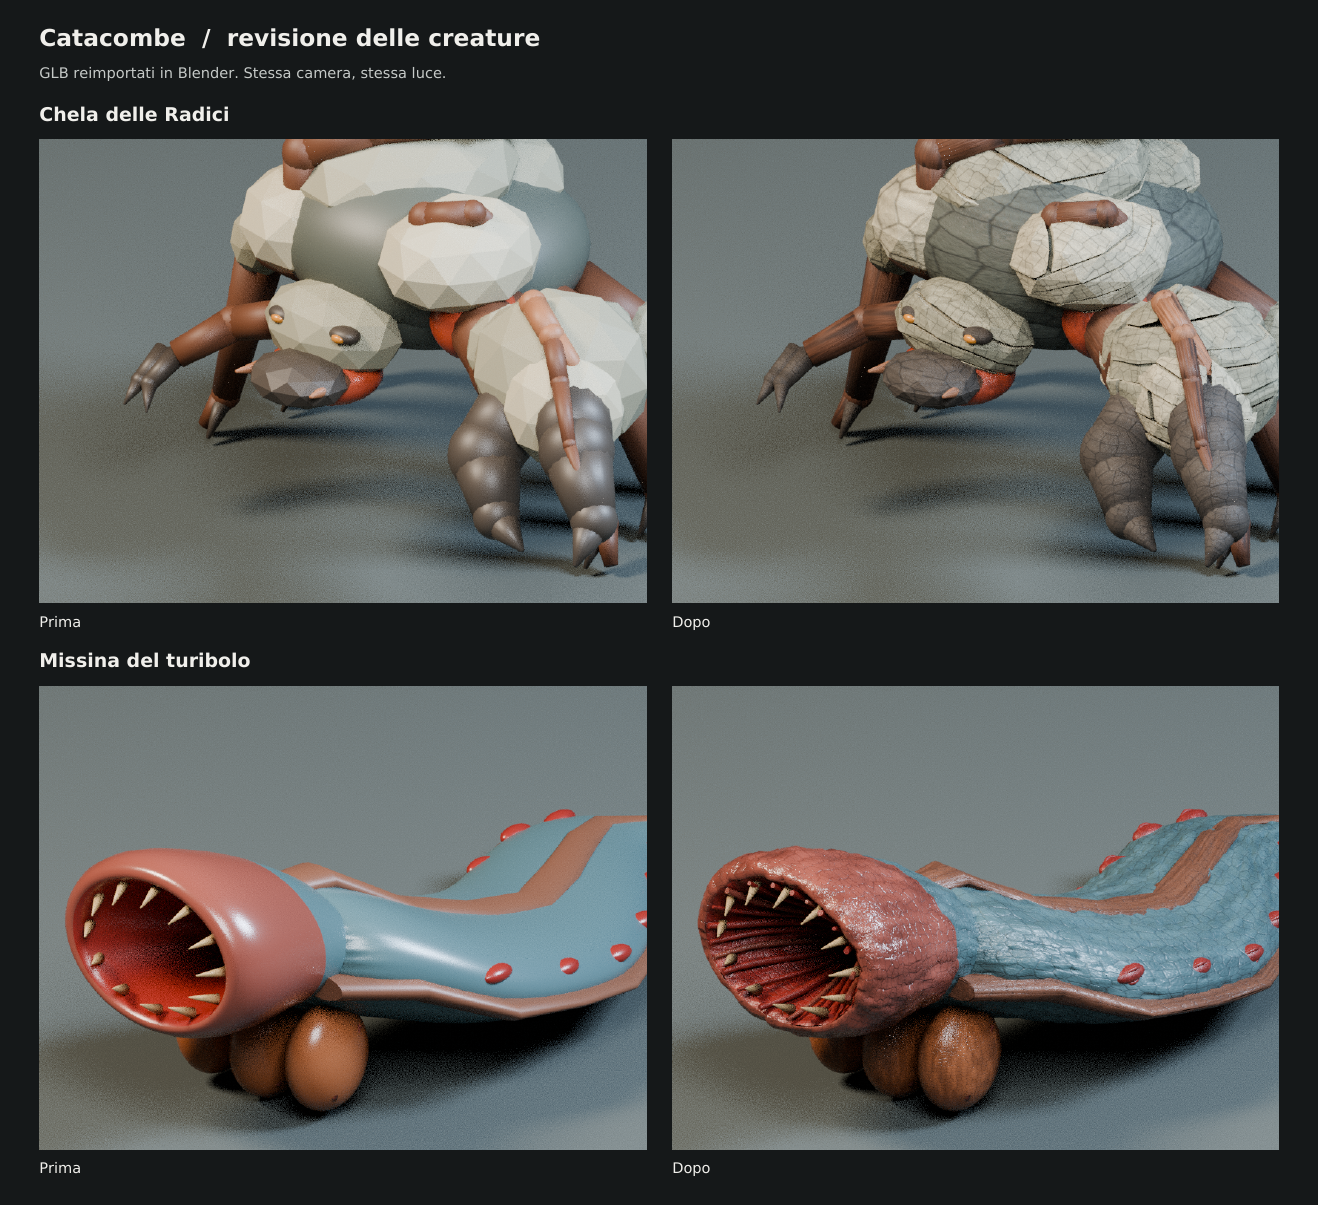 Catacombe / revisione delle creature
GLB reimportati in Blender. Stessa camera, stessa luce.
Chela delle Radici
Prima
Dopo
Missina del turibolo
Prima
Dopo